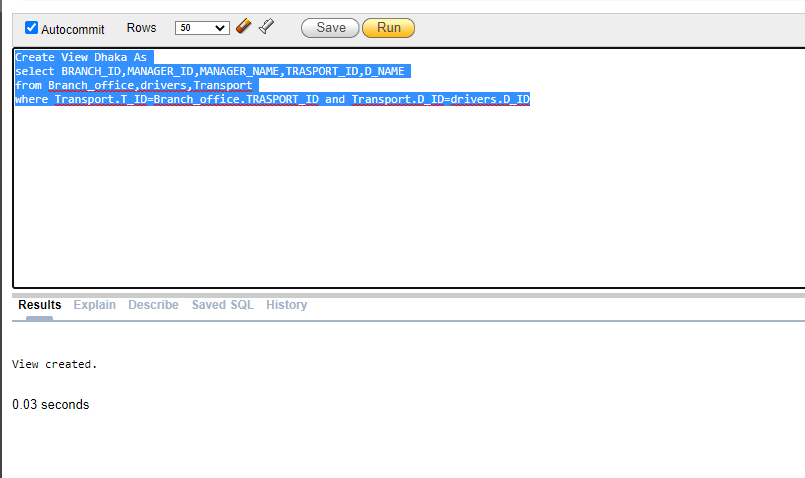 Autocommit Rows 50 Save Run
Create View Dhaka As
select BRANCH_ID,MANAGER_ID,MANAGER_NAME,TRASPORT_ID,D_NAME
from Branch_office,drivers,Transport
where Transport.T_ID=Branch_office.TRASPORT_ID and Transport.D_ID=drivers.D_ID
Results Explain Describe Saved SQL History
View created.
0.03 seconds